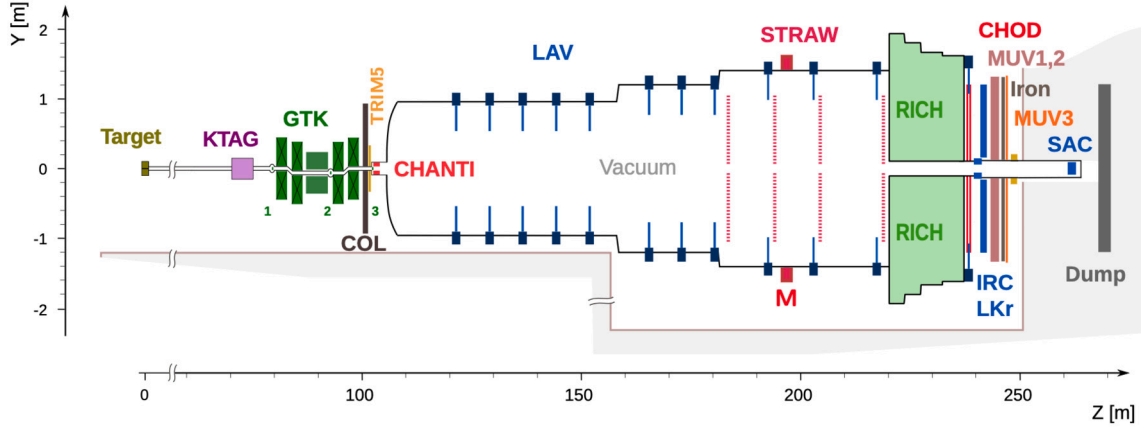 Y [m]
2
1
0
-1
-2
Target
KTAG
GTK
1
2
3
COL
TRIM5
CHANTI
LAV
Vacuum
STRAW
M
RICH
RICH
CHOD
MUV1,2
Iron
MUV3
SAC
IRC
LKr
Dump
0
100
150
200
250
Z [m]